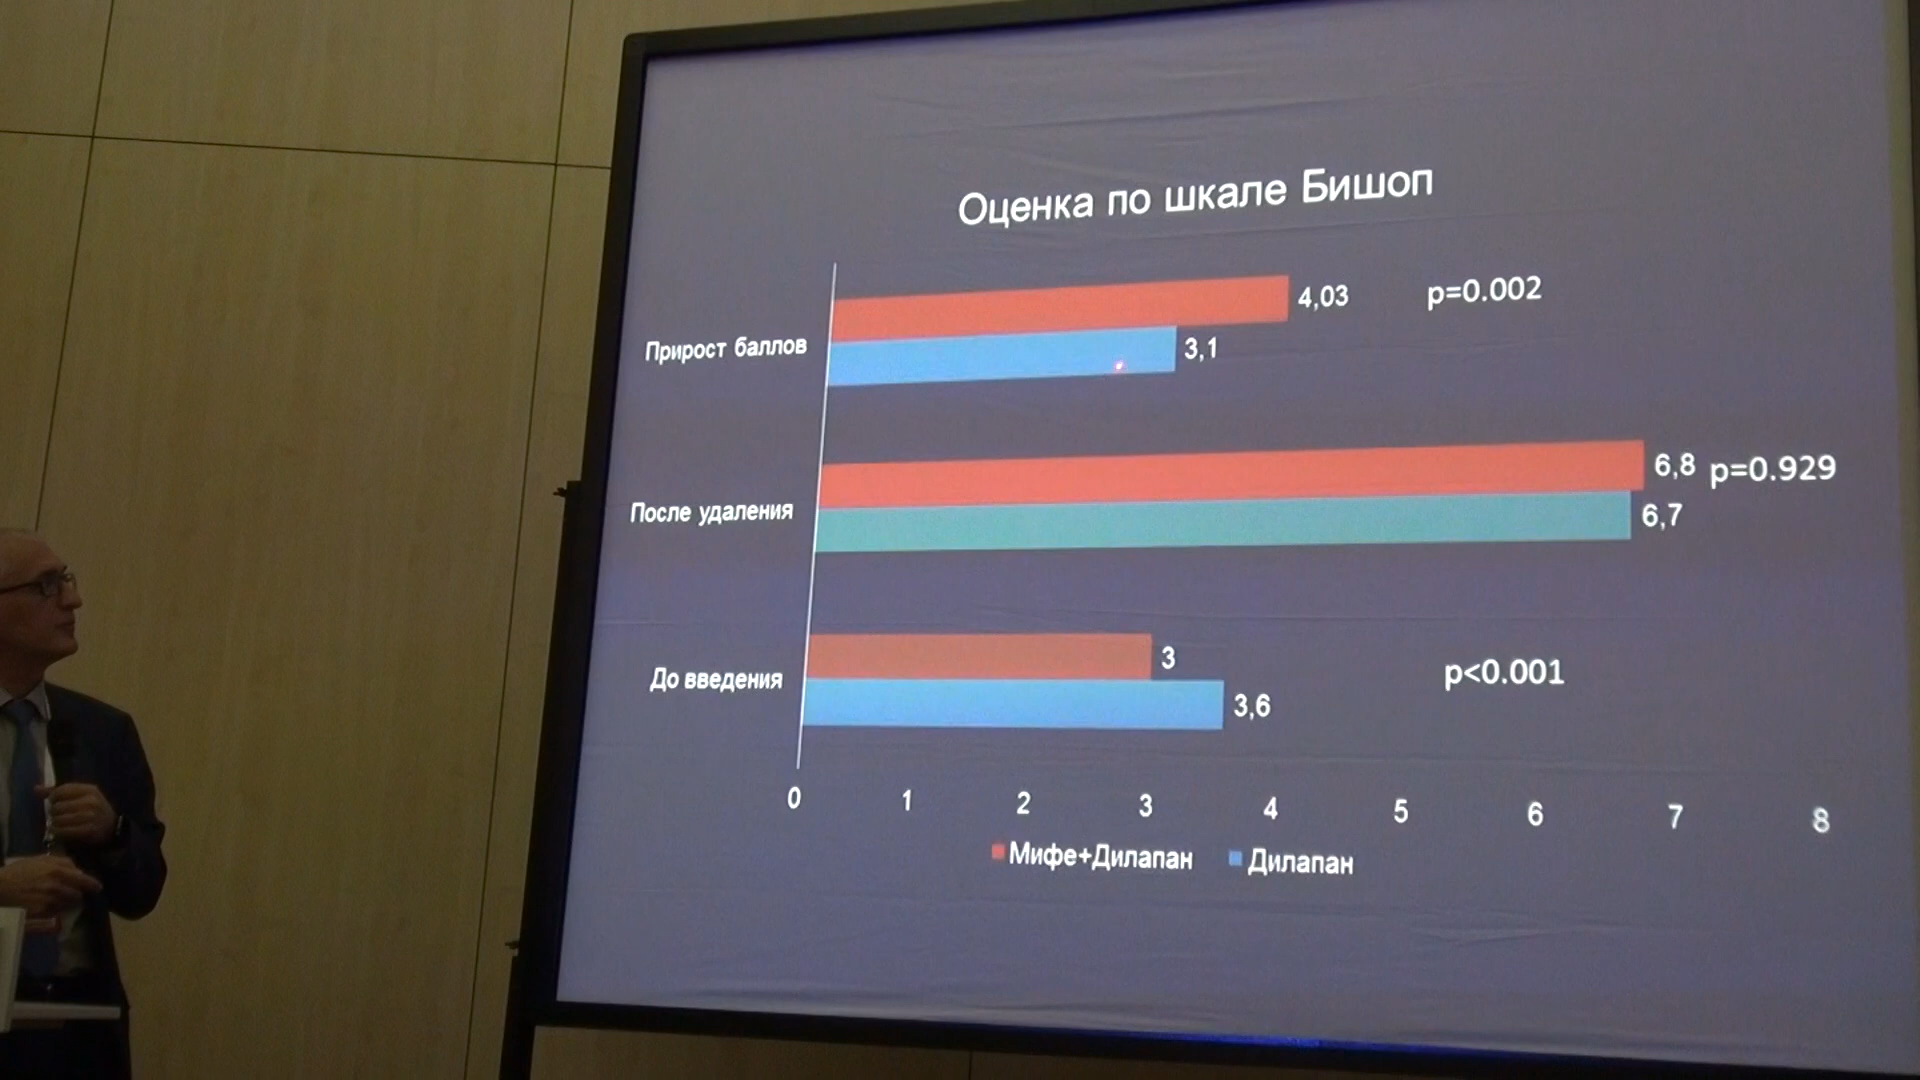 Оценка по шкале Бишоп
Прирост баллов
4,03
p=0.002
3,1
После удаления
6,8
p=0.929
6,7
До введения
3
p<0.001
3,6
0 1 2 3 4 5 6 7 8
Мифе+Дилапан Дилапан